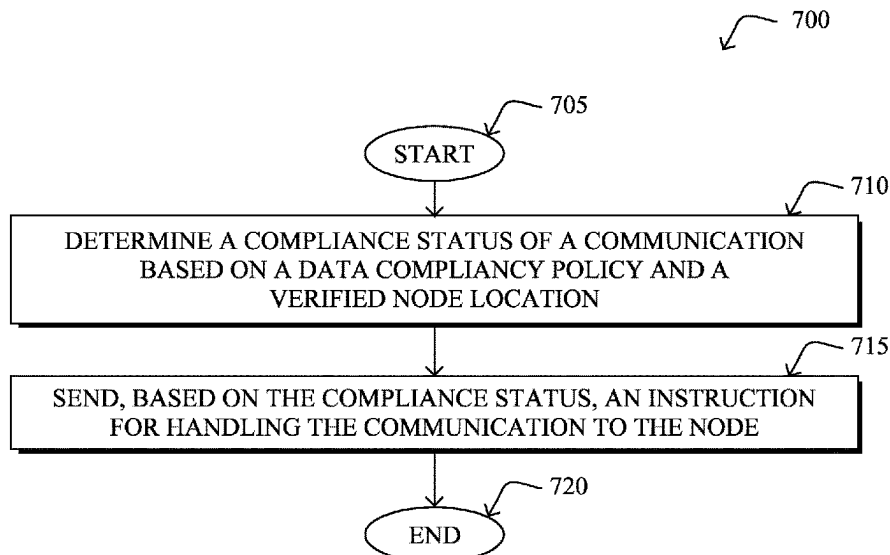 700
705
START
710
DETERMINE A COMPLIANCE STATUS OF A COMMUNICATION
BASED ON A DATA COMPLIANCY POLICY AND A
VERIFIED NODE LOCATION
715
SEND, BASED ON THE COMPLIANCE STATUS, AN INSTRUCTION
FOR HANDLING THE COMMUNICATION TO THE NODE
720
END